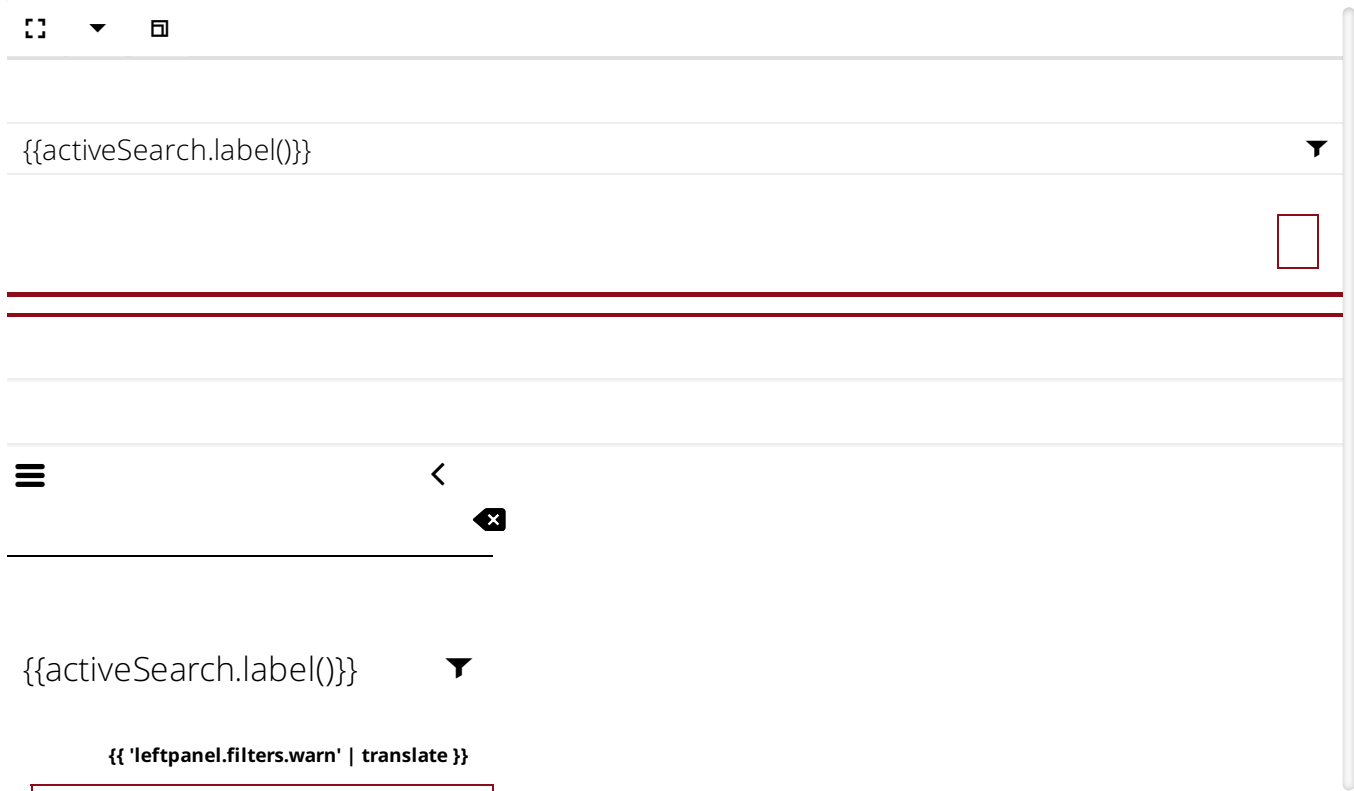 {{activeSearch.label()}}
{{activeSearch.label()}}
{{ 'leftpanel.filters.warn' | translate }}